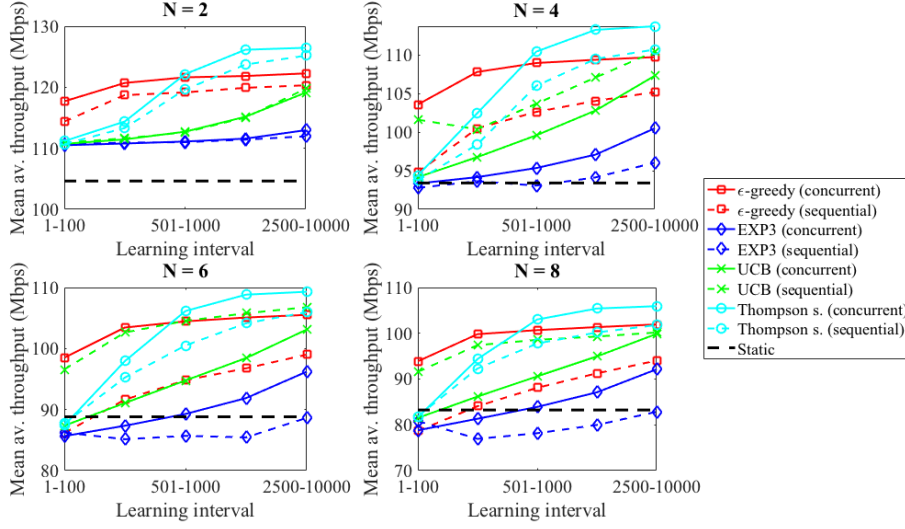 N = 2
Mean av. throughput (Mbps)
130
120
110
100
1-100
501-1000
2500-10000
Learning interval
N = 4
Mean av. throughput (Mbps)
110
105
100
95
90
1-100
501-1000
2500-10000
Learning interval
N = 6
Mean av. throughput (Mbps)
110
100
90
80
1-100
501-1000
2500-10000
Learning interval
N = 8
Mean av. throughput (Mbps)
110
100
90
80
70
1-100
501-1000
2500-10000
Learning interval
ϵ-greedy (concurrent)
ϵ-greedy (sequential)
EXP3 (concurrent)
EXP3 (sequential)
UCB (concurrent)
UCB (sequential)
Thompson s. (concurrent)
Thompson s. (sequential)
Static